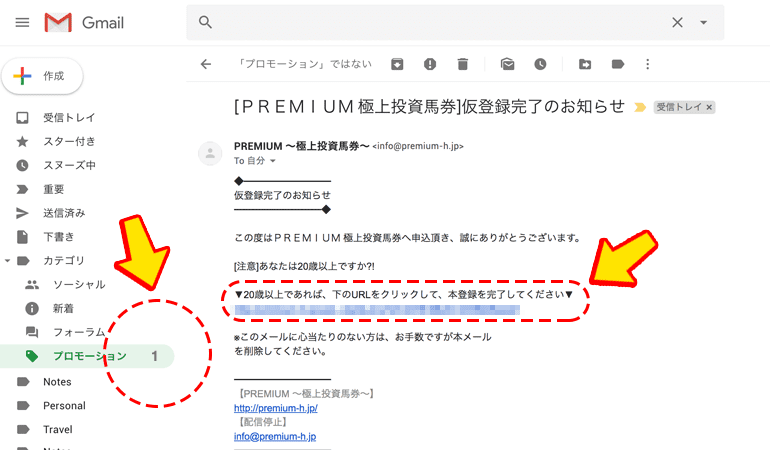 Gmail
作成
「プロモーション」ではない
受信トレイ
スター付き
スヌーズ中
重要
送信済み
下書き
カテゴリ
ソーシャル
新着
フォーラム
プロモーション 1
Notes
Personal
Travel
[ＰＲＥＭＩＵＭ 極上投資馬券]仮登録完了のお知らせ 受信トレイ ×
PREMIUM 〜極上投資馬券〜 <info@premium-h.jp>
To 自分
◆━━━━━━━━━
仮登録完了のお知らせ
━━━━━━━━━◆
この度はＰＲＥＭＩＵＭ 極上投資馬券へ申込頂き、誠にありがとうございます。
[注意]あなたは20歳以上ですか?!
▼20歳以上であれば、下のURLをクリックして、本登録を完了してください▼
※このメールに心当たりのない方は、お手数ですが本メール
を削除してください。
━━━━━━━━━━
【PREMIUM 〜極上投資馬券〜】
http://premium-h.jp/
【配信停止】
info@premium-h.jp
━━━━━━━━━━